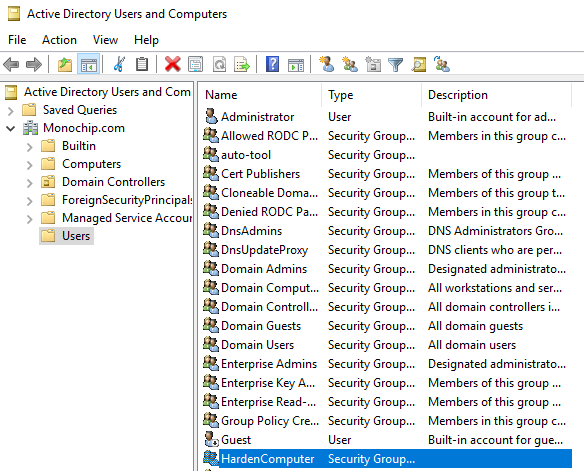 Active Directory Users and Computers
File Action View Help
Active Directory Users and Com
Saved Queries
Monochip.com
Builtin
Computers
Domain Controllers
ForeignSecurityPrincipals
Managed Service Accour
Users
Name Type Description
Administrator User Built-in account for ad...
Allowed RODC P... Security Group... Members in this group c...
auto-tool Security Group...
Cert Publishers Security Group... Members of this group ...
Cloneable Doma... Security Group... Members of this group t...
Denied RODC Pa... Security Group... Members in this group c...
DnsAdmins Security Group... DNS Administrators Gro...
DnsUpdateProxy Security Group... DNS clients who are per...
Domain Admins Security Group... Designated administrato...
Domain Comput... Security Group... All workstations and ser...
Domain Controll... Security Group... All domain controllers i...
Domain Guests Security Group... All domain guests
Domain Users Security Group... All domain users
Enterprise Admins Security Group... Designated administrato...
Enterprise Key A... Security Group... Members of this group ...
Enterprise Read-... Security Group... Members of this group ...
Group Policy Cre... Security Group... Members in this group c...
Guest User Built-in account for gue...
HardenComputer Security Group...